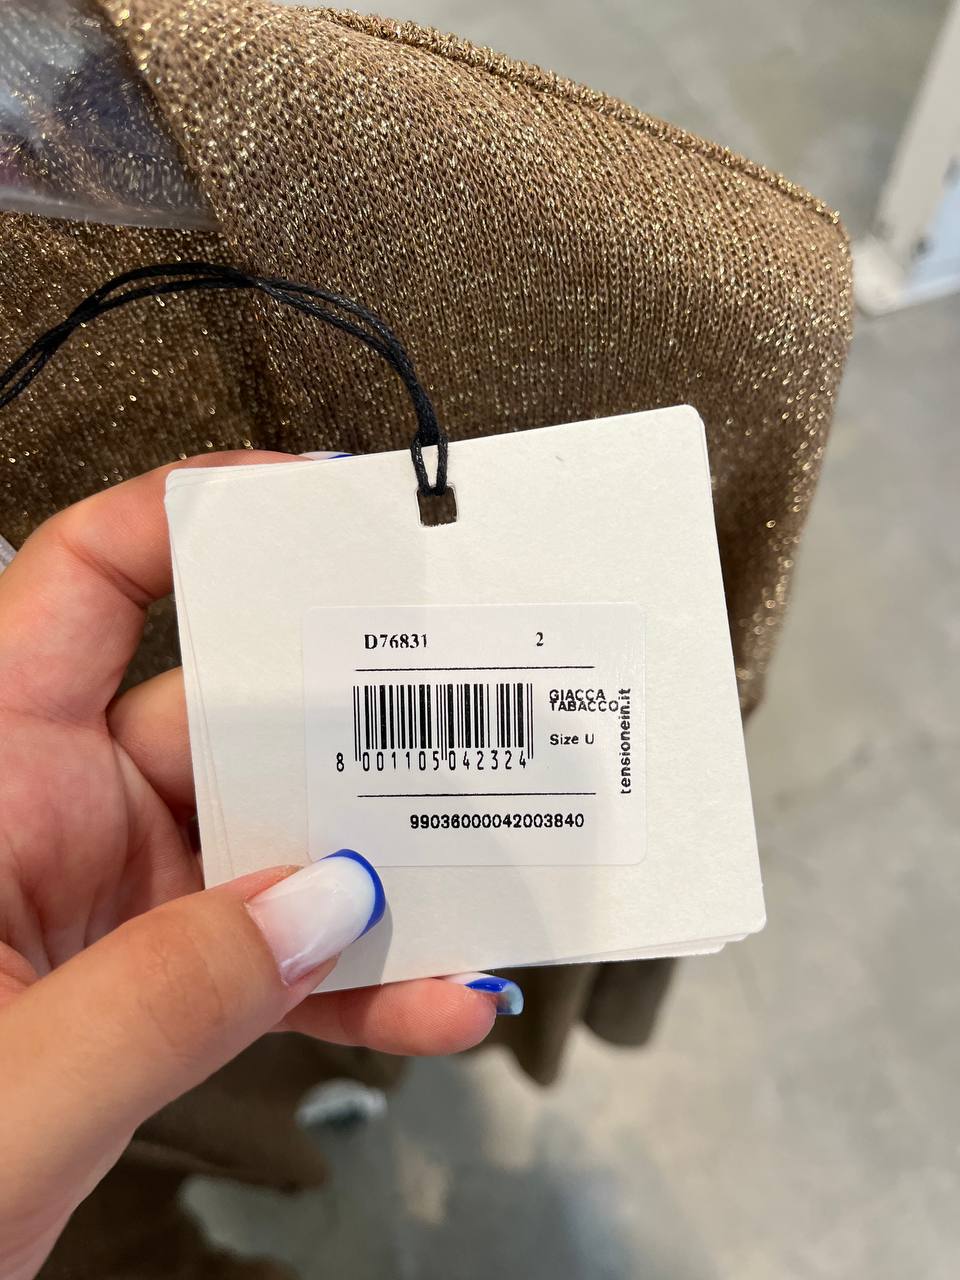 D76831 2
GIACCA
TABACCO
Size U
tensionein.it
8 001105 042324
99036000042003840